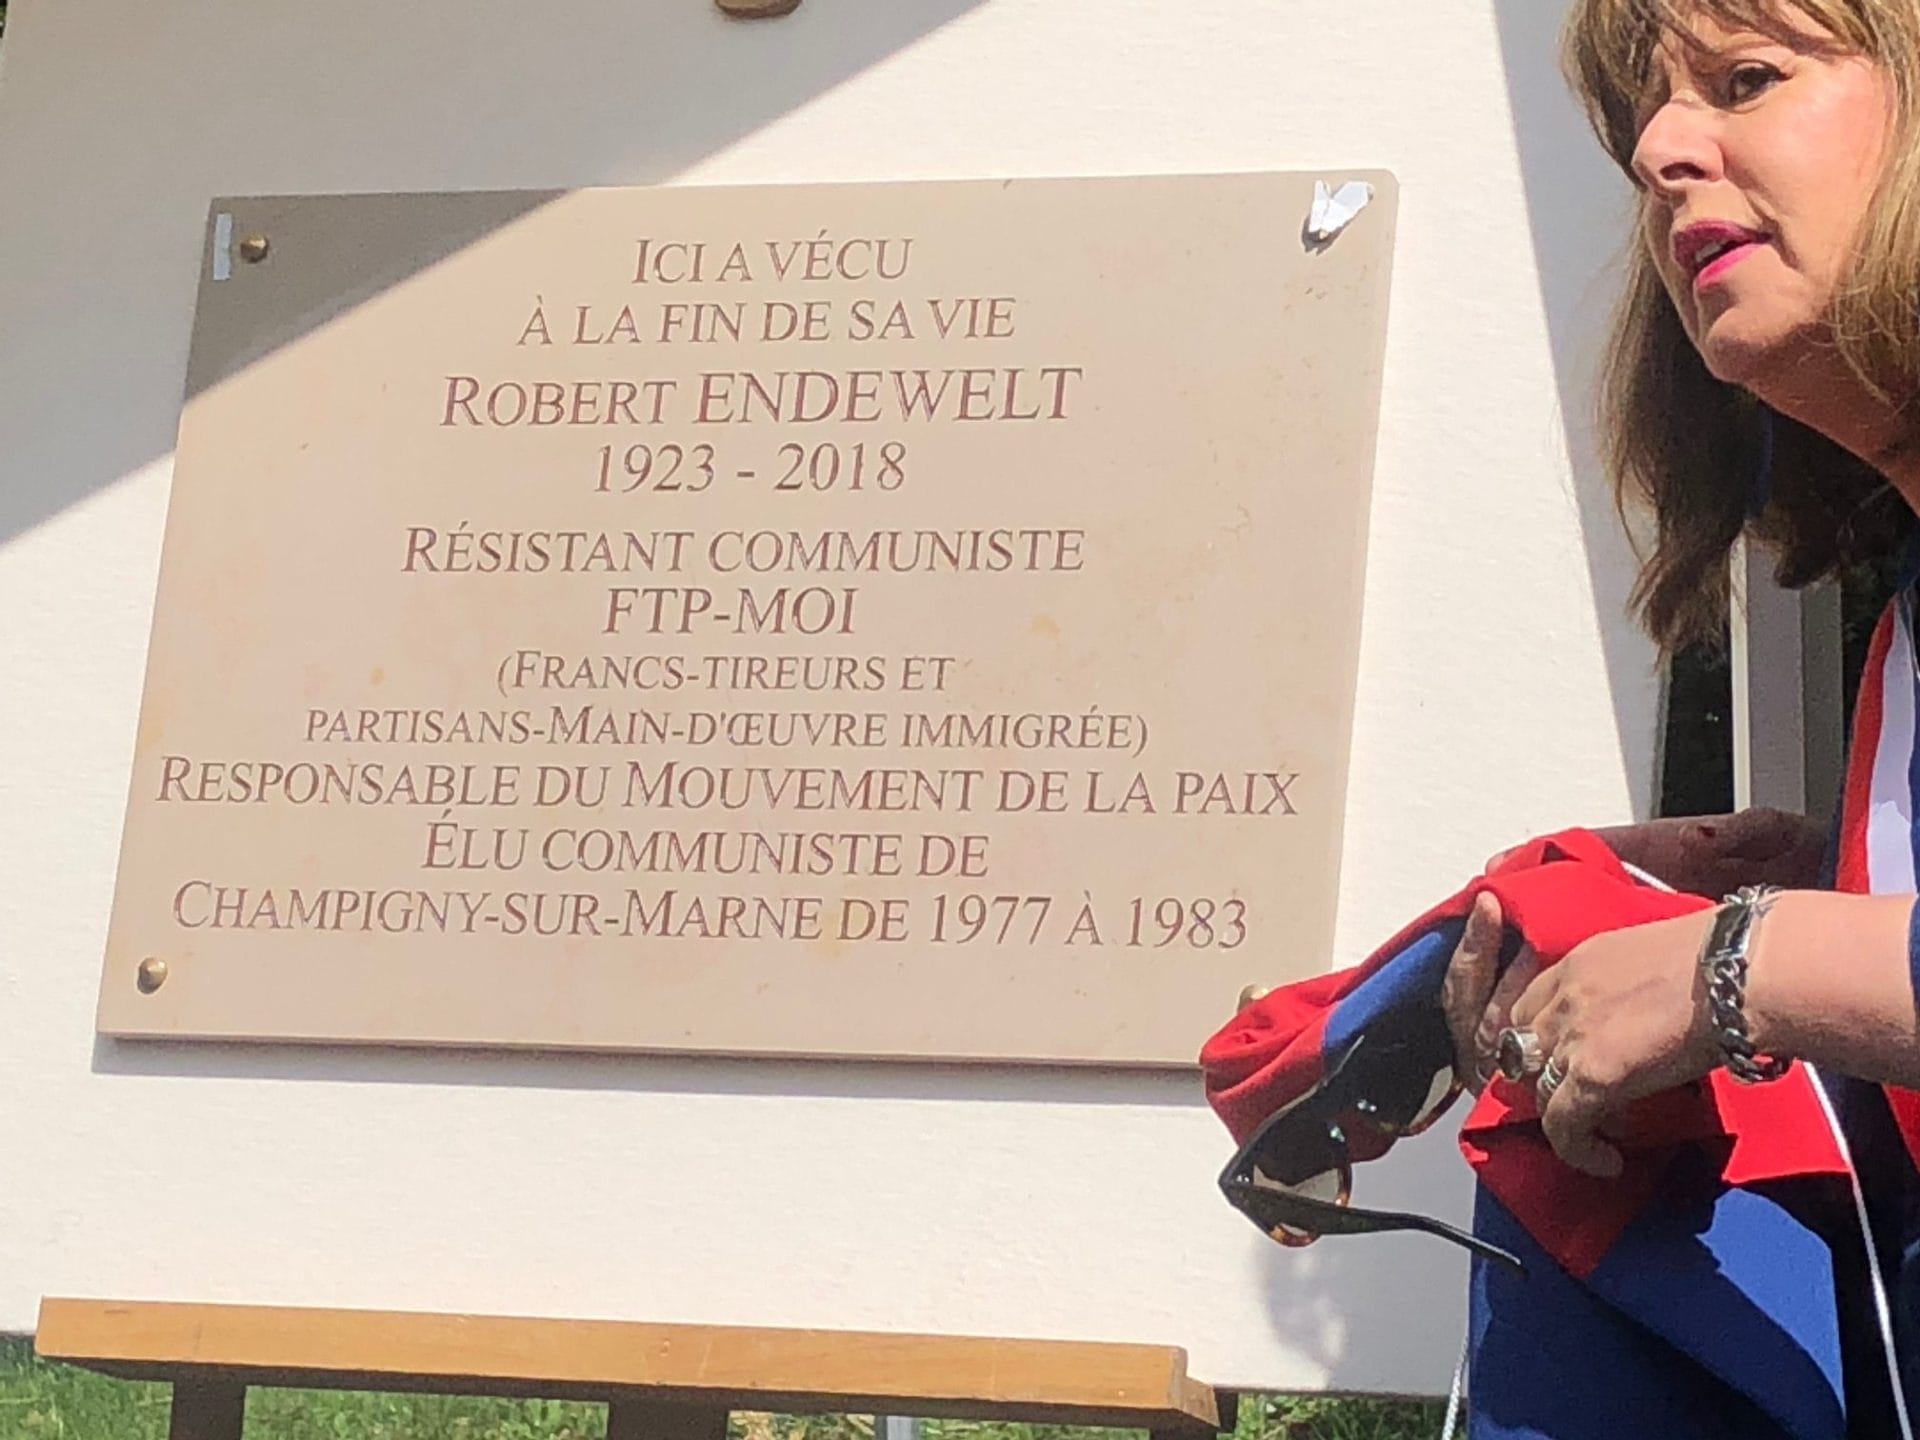 ICI A VÉCU
À LA FIN DE SA VIE
ROBERT ENDEWELT
1923 - 2018
RÉSISTANT COMMUNISTE
FTP-MOI
(FRANCS-TIREURS ET
PARTISANS-MAIN-D'ŒUVRE IMMIGRÉE)
RESPONSABLE DU MOUVEMENT DE LA PAIX
ÉLU COMMUNISTE DE
CHAMPIGNY-SUR-MARNE DE 1977 À 1983